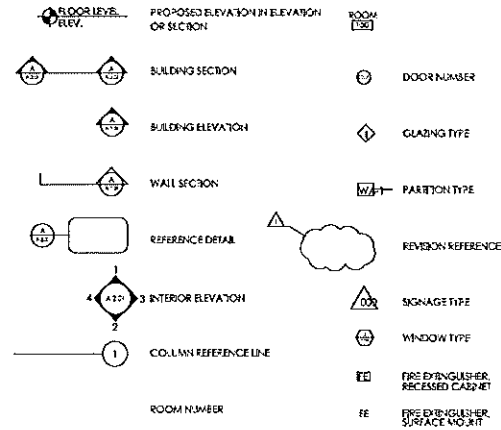 FLOOR LEVEL
ELEV.
PROPOSED ELEVATION IN ELEVATION
OR SECTION
A
A
BUILDING SECTION
A
BUILDING ELEVATION
A
WALL SECTION
A
REFERENCE DETAIL
1
4
3
2
INTERIOR ELEVATION
1
COLUMN REFERENCE LINE
ROOM NUMBER
ROOM
DOOR NUMBER
GLAZING TYPE
PARTITION TYPE
REVISION REFERENCE
SIGNAGE TYPE
WINDOW TYPE
FE
FIRE EXTINGUISHER,
RECESSED CABINET
FE
FIRE EXTINGUISHER,
SURFACE MOUNT